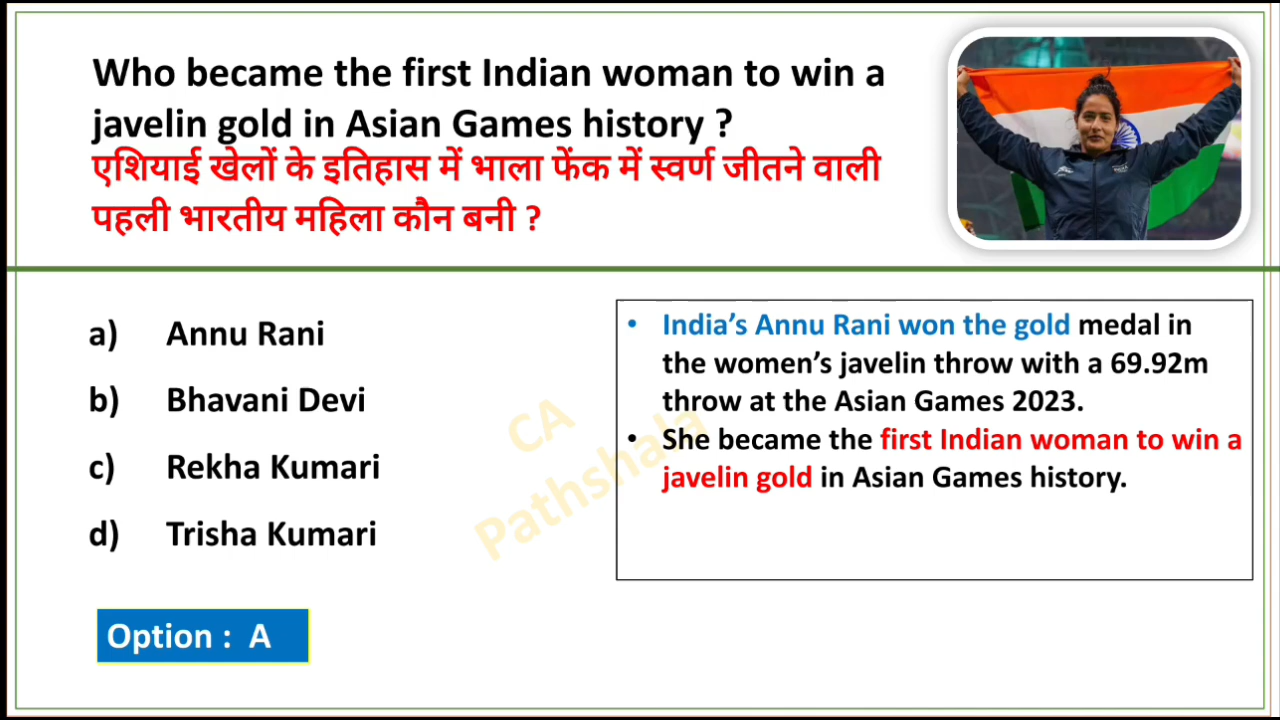 Who became the first Indian woman to win a
javelin gold in Asian Games history ?
एशियाई खेलों के इतिहास में भाला फेंक में स्वर्ण जीतने वाली
पहली भारतीय महिला कौन बनी ?
a) Annu Rani
b) Bhavani Devi
c) Rekha Kumari
d) Trisha Kumari
• India's Annu Rani won the gold medal in
the women's javelin throw with a 69.92m
throw at the Asian Games 2023.
• She became the first Indian woman to win a
javelin gold in Asian Games history.
CA
Pathshala
Option : A